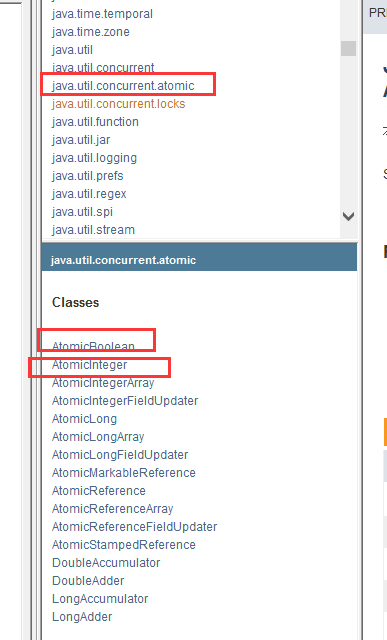 java.time.temporal
java.time.zone
java.util
java.util.concurrent
java.util.concurrent.atomic
java.util.concurrent.locks
java.util.function
java.util.jar
java.util.logging
java.util.prefs
java.util.regex
java.util.spi
java.util.stream
java.util.concurrent.atomic
Classes
AtomicBoolean
AtomicInteger
AtomicIntegerArray
AtomicIntegerFieldUpdater
AtomicLong
AtomicLongArray
AtomicLongFieldUpdater
AtomicMarkableReference
AtomicReference
AtomicReferenceArray
AtomicReferenceFieldUpdater
AtomicStampedReference
DoubleAccumulator
DoubleAdder
LongAccumulator
LongAdder